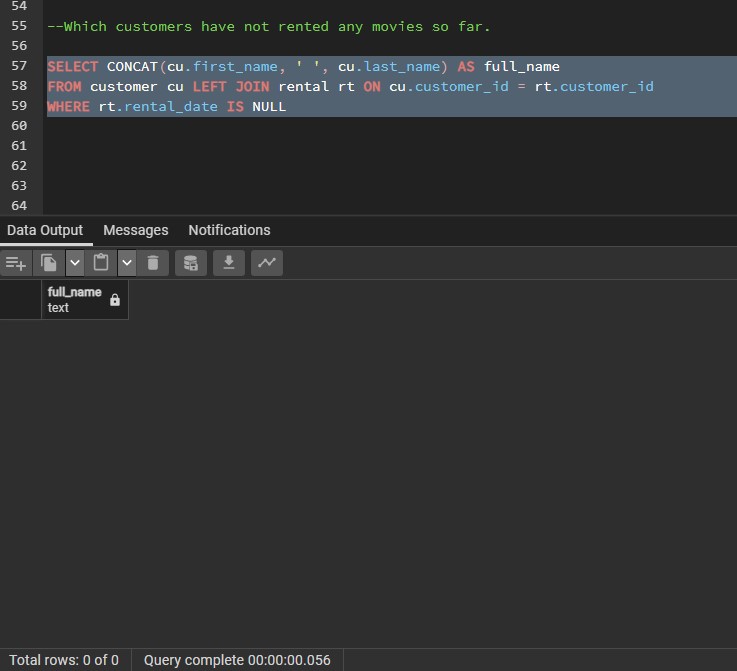 54
55 --Which customers have not rented any movies so far.
56
57 SELECT CONCAT(cu.first_name, ' ', cu.last_name) AS full_name
58 FROM customer cu LEFT JOIN rental rt ON cu.customer_id = rt.customer_id
59 WHERE rt.rental_date IS NULL
60
61
62
63
64
Data Output Messages Notifications
full_name
text
Total rows: 0 of 0 Query complete 00:00:00.056